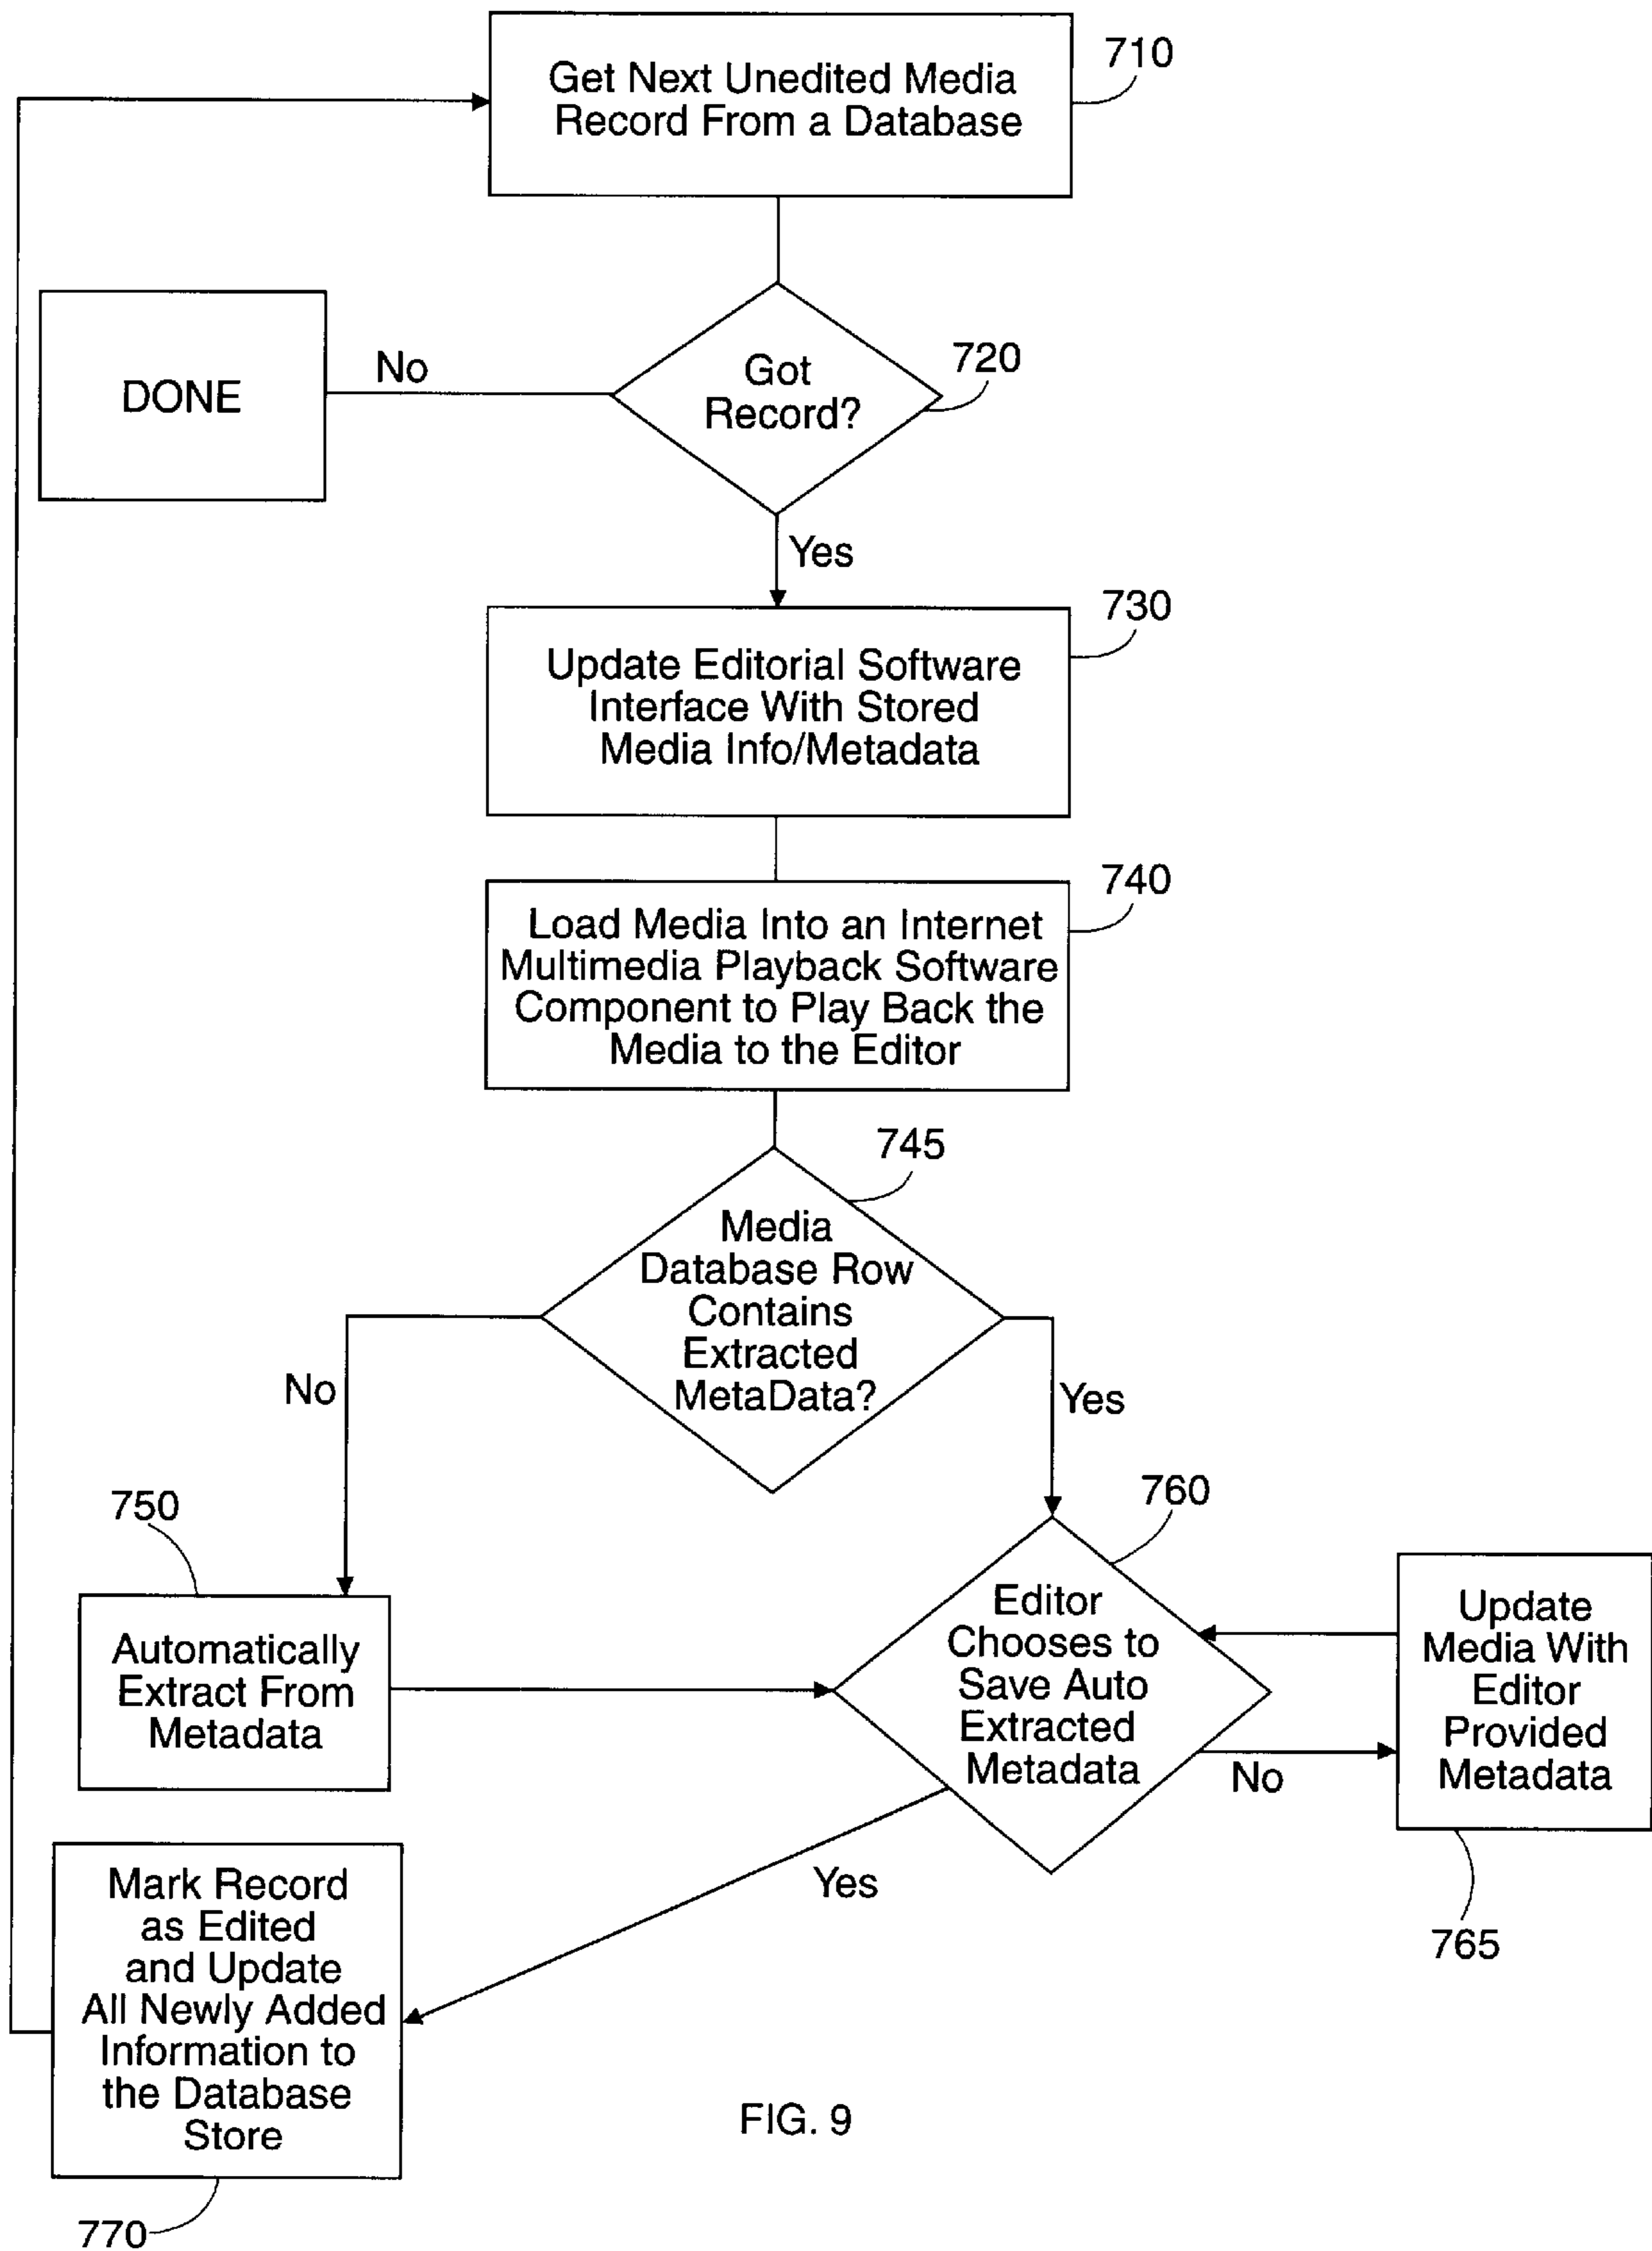 710
Get Next Unedited Media
Record From a Database
720
Got
Record?
No
DONE
Yes
730
Update Editorial Software
Interface With Stored
Media Info/Metadata
740
Load Media Into an Internet
Multimedia Playback Software
Component to Play Back the
Media to the Editor
745
Media
Database Row
Contains
Extracted
MetaData?
No
Yes
750
Automatically
Extract From
Metadata
760
Editor
Chooses to
Save Auto
Extracted
Metadata
No
Update
Media With
Editor
Provided
Metadata
765
Yes
Mark Record
as Edited
and Update
All Newly Added
Information to
the Database
Store
770
FIG. 9